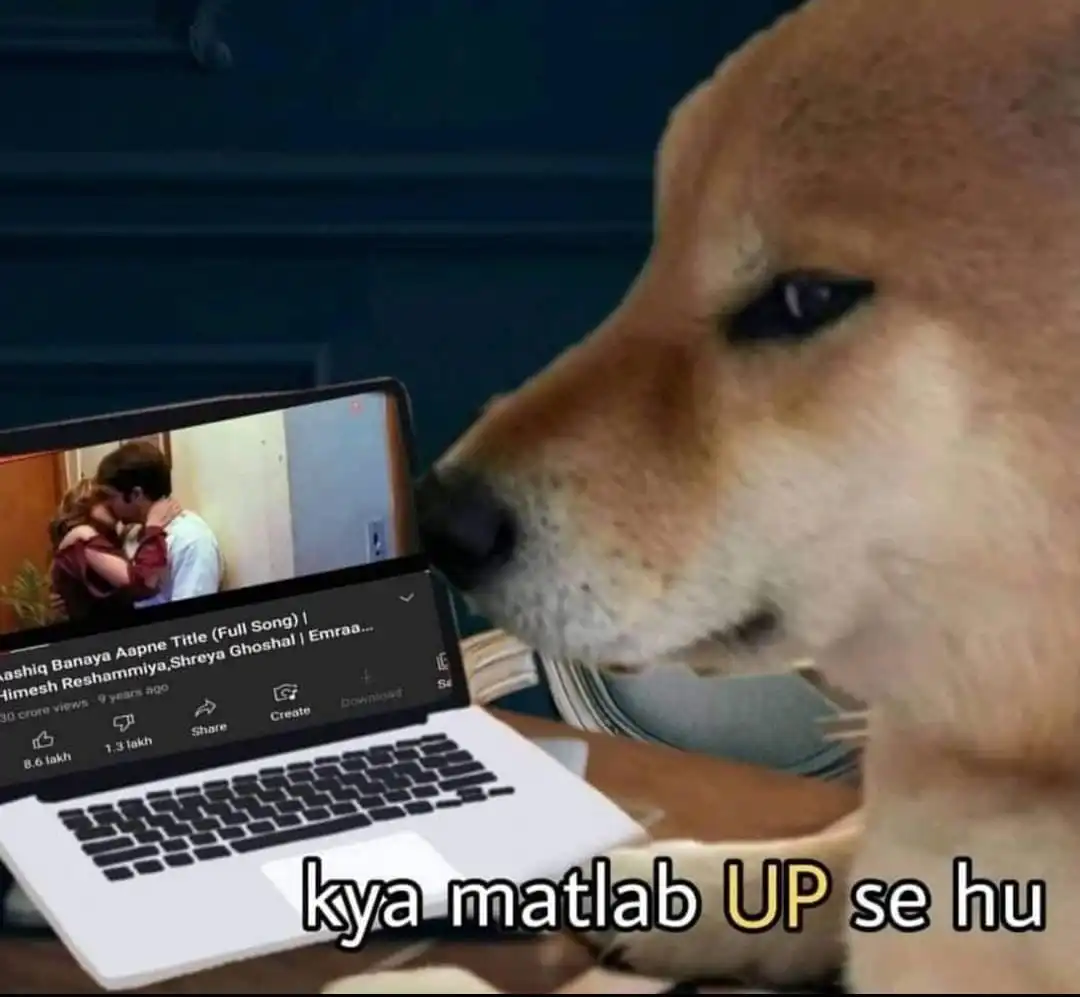 Aashiq Banaya Aapne Title (Full Song) |
Himesh Reshammiya,Shreya Ghoshal | Emraa...
30 crore views · 9 years ago
8.6 lakh
1.3 lakh
Share
Create
Download
kya matlab UP se hu